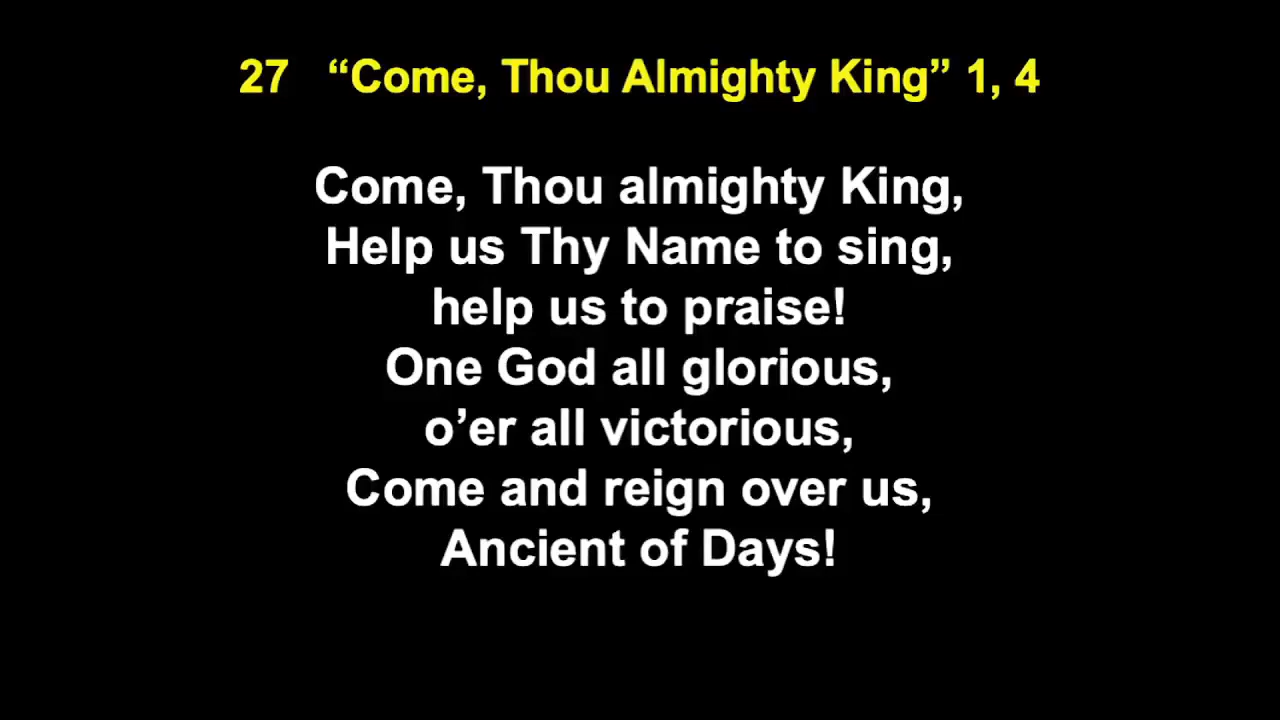 27 “Come, Thou Almighty King” 1, 4
Come, Thou almighty King,
Help us Thy Name to sing,
help us to praise!
One God all glorious,
o’er all victorious,
Come and reign over us,
Ancient of Days!